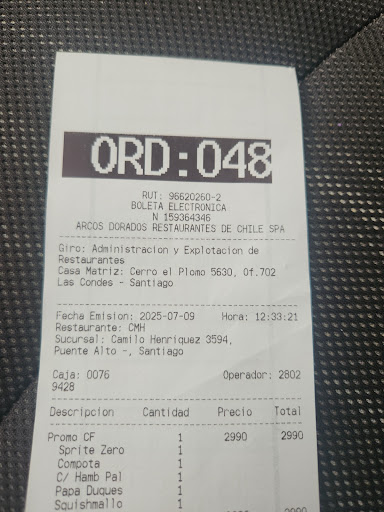 ORD:048
RUT: 96620260-2
BOLETA ELECTRONICA
N 159364346
ARCOS DORADOS RESTAURANTES DE CHILE SPA
Giro: Administracion y Explotacion de
Restaurantes
Casa Matriz: Cerro el Plomo 5630, Of.702
Las Condes - Santiago
Fecha Emision: 2025-07-09 Hora: 12:33:21
Restaurante: CMH
Sucursal: Camilo Henriquez 3594,
Puente Alto -, Santiago
Caja: 0076 Operador: 2802
9428
Descripcion Cantidad Precio Total
Promo CF 1 2990 2990
Sprite Zero 1
Compota 1
C/ Hamb Pal 1
Papa Duques 1
Squishmallo 1